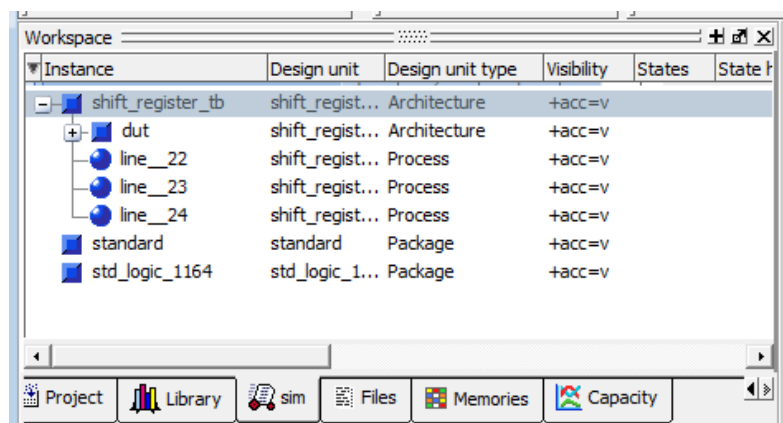 Workspace
Instance Design unit Design unit type Visibility States State h
shift_register_tb shift_regist... Architecture +acc=v
dut shift_regist... Architecture +acc=v
line__22 shift_regist... Process +acc=v
line__23 shift_regist... Process +acc=v
line__24 shift_regist... Process +acc=v
standard standard Package +acc=v
std_logic_1164 std_logic_1... Package +acc=v
Project Library sim Files Memories Capacity